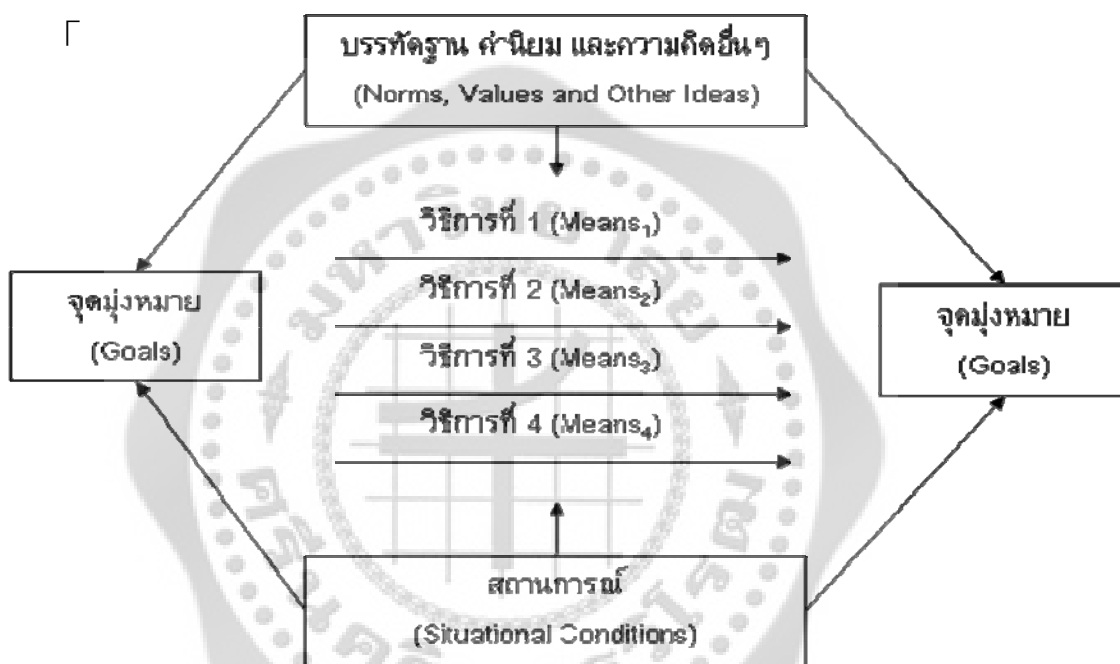 บรรทัดฐาน ค่านิยม และความคิดอื่นๆ
(Norms, Values and Other Ideas)
วิธีการที่ 1 (Means₁)
วิธีการที่ 2 (Means₂)
วิธีการที่ 3 (Means₃)
วิธีการที่ 4 (Means₄)
จุดมุ่งหมาย
(Goals)
จุดมุ่งหมาย
(Goals)
สถานการณ์
(Situational Conditions)